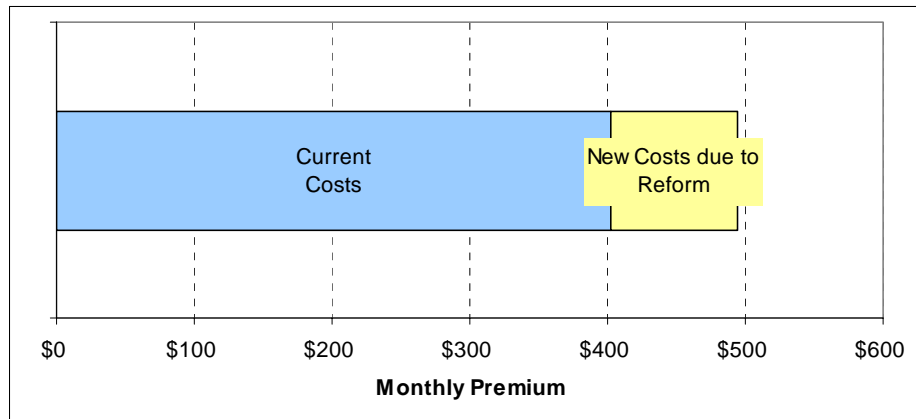 Current
Costs
New Costs due to
Reform
$0 $100 $200 $300 $400 $500 $600
Monthly Premium